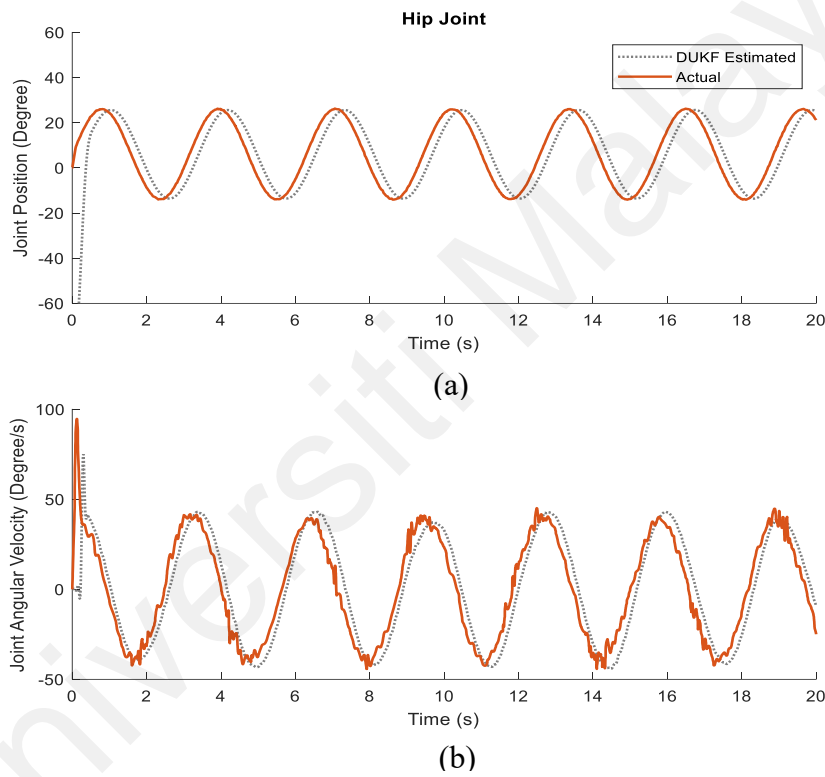 Hip Joint
Joint Position (Degree)
60
40
20
0
-20
-40
-60
DUKF Estimated
Actual
0 2 4 6 8 10 12 14 16 18 20
Time (s)
(a)
Joint Angular Velocity (Degree/s)
100
50
0
-50
0 2 4 6 8 10 12 14 16 18 20
Time (s)
(b)
niversiti Malay